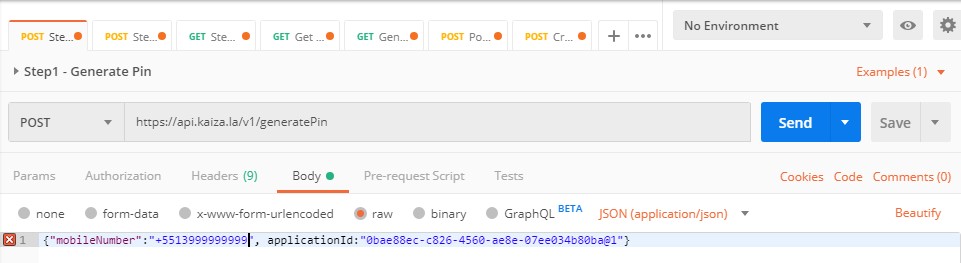 POST Ste... POST Ste... GET Ste... GET Get ... GET Gen... POST Po... POST Cr... + ••• No Environment
Step1 - Generate Pin Examples (1)
POST https://api.kaiza.la/v1/generatePin Send Save
Params Authorization Headers (9) Body Pre-request Script Tests Cookies Code Comments (0)
none form-data x-www-form-urlencoded raw binary GraphQL BETA JSON (application/json) Beautify
1 {"mobileNumber":"+5513999999999", applicationId:"0bae88ec-c826-4560-ae8e-07ee034b80ba@1"}